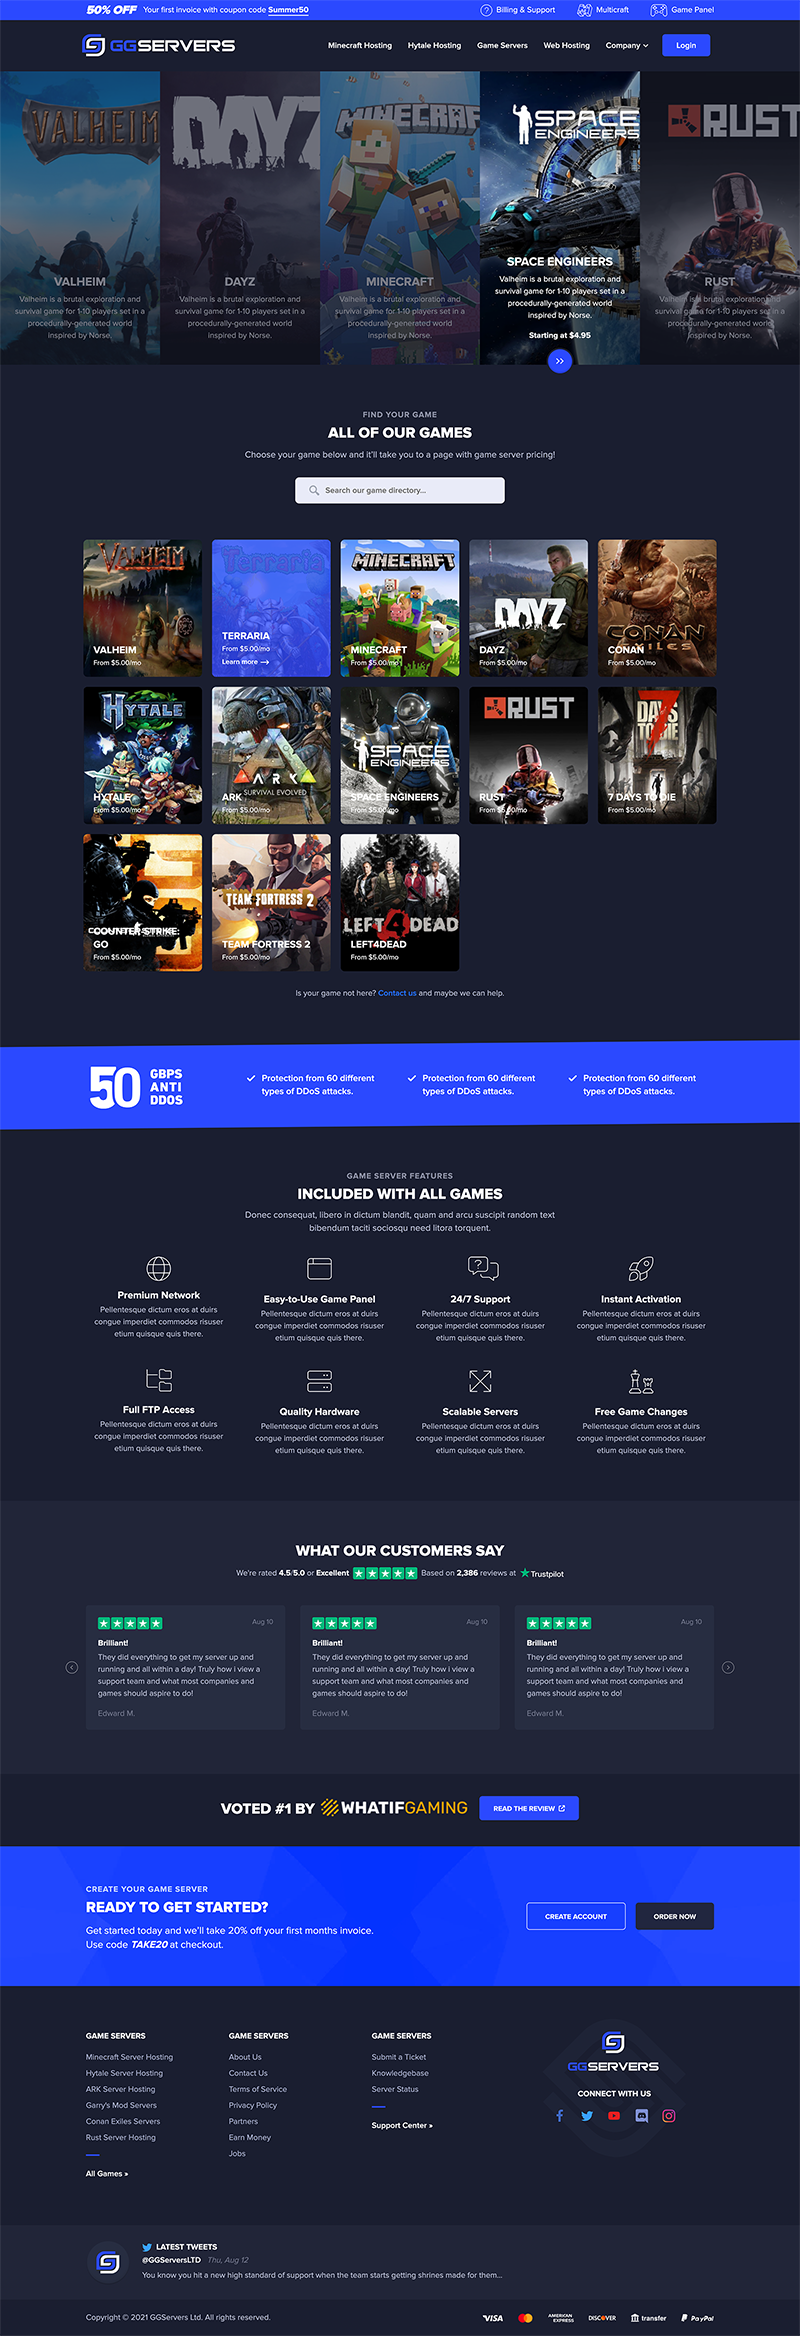 50% OFF Your first invoice with coupon code Summer50
Billing & Support
Multicraft
Game Panel
GGSERVERS
Minecraft Hosting
Hytale Hosting
Game Servers
Web Hosting
Company
Login
VALHEIM
VALHEIM
Valheim is a brutal exploration and
survival game for 1-10 players set in a
procedurally-generated world
inspired by Norse.
DAYZ
DAYZ
Valheim is a brutal exploration and
survival game for 1-10 players set in a
procedurally-generated world
inspired by Norse.
MINECRAF
MINECRAFT
Valheim is a brutal exploration and
survival game for 1-10 players set in a
procedurally-generated world
inspired by Norse.
SPACE
ENGINEERS
SPACE ENGINEERS
Valheim is a brutal exploration and
survival game for 1-10 players set in a
procedurally-generated world
inspired by Norse.
Starting at $4.95
RUST
RUST
Valheim is a brutal exploration and
survival game for 1-10 players set in a
procedurally-generated world
inspired by Norse.
FIND YOUR GAME
ALL OF OUR GAMES
Choose your game below and it'll take you to a page with game server pricing!
Search our game directory...
VALHEIM
VALHEIM
From $5.00/mo
Terraria
TERRARIA
From $5.00/mo
Learn more →
MINECRAFT
MINECRAFT
From $5.00/mo
DAYZ
DAYZ
From $5.00/mo
CONAN
EXILES
CONAN
From $5.00/mo
HYTALE
HYTALE
From $5.00/mo
ARK
SURVIVAL EVOLVED
ARK
From $5.00/mo
SPACE
ENGINEERS
SPACE ENGINEERS
From $5.00/mo
RUST
RUST
From $5.00/mo
7 DAYS
TO DIE
7 DAYS TO DIE
From $5.00/mo
COUNTER-STRIKE:
GO
From $5.00/mo
TEAM FORTRESS 2
TEAM FORTRESS 2
From $5.00/mo
LEFT 4 DEAD
LEFT4DEAD
From $5.00/mo
Is your game not here? Contact us and maybe we can help.
50 GBPS
ANTI
DDOS
Protection from 60 different
types of DDoS attacks.
Protection from 60 different
types of DDoS attacks.
Protection from 60 different
types of DDoS attacks.
GAME SERVER FEATURES
INCLUDED WITH ALL GAMES
Donec consequat, libero in dictum blandit, quam and arcu suscipit random text
bibendum taciti sociosqu need litora torquent.
Premium Network
Pellentesque dictum eros at duirs
congue imperdiet commodos risuser
etium quisque quis there.
Easy-to-Use Game Panel
Pellentesque dictum eros at duirs
congue imperdiet commodos risuser
etium quisque quis there.
24/7 Support
Pellentesque dictum eros at duirs
congue imperdiet commodos risuser
etium quisque quis there.
Instant Activation
Pellentesque dictum eros at duirs
congue imperdiet commodos risuser
etium quisque quis there.
Full FTP Access
Pellentesque dictum eros at duirs
congue imperdiet commodos risuser
etium quisque quis there.
Quality Hardware
Pellentesque dictum eros at duirs
congue imperdiet commodos risuser
etium quisque quis there.
Scalable Servers
Pellentesque dictum eros at duirs
congue imperdiet commodos risuser
etium quisque quis there.
Free Game Changes
Pellentesque dictum eros at duirs
congue imperdiet commodos risuser
etium quisque quis there.
WHAT OUR CUSTOMERS SAY
We're rated 4.5/5.0 or Excellent Based on 2,386 reviews at Trustpilot
Aug 10
Brilliant!
They did everything to get my server up and
running and all within a day! Truly how i view a
support team and what most companies and
games should aspire to do!
Edward M.
Aug 10
Brilliant!
They did everything to get my server up and
running and all within a day! Truly how i view a
support team and what most companies and
games should aspire to do!
Edward M.
Aug 10
Brilliant!
They did everything to get my server up and
running and all within a day! Truly how i view a
support team and what most companies and
games should aspire to do!
Edward M.
VOTED #1 BY WHATIFGAMING
READ THE REVIEW
CREATE YOUR GAME SERVER
READY TO GET STARTED?
Get started today and we'll take 20% off your first months invoice.
Use code TAKE20 at checkout.
CREATE ACCOUNT
ORDER NOW
GAME SERVERS
Minecraft Server Hosting
Hytale Server Hosting
ARK Server Hosting
Garry's Mod Servers
Conan Exiles Servers
Rust Server Hosting
All Games »
GAME SERVERS
About Us
Contact Us
Terms of Service
Privacy Policy
Partners
Earn Money
Jobs
GAME SERVERS
Submit a Ticket
Knowledgebase
Server Status
Support Center »
GGSERVERS
CONNECT WITH US
LATEST TWEETS
@GGServersLTD Thu, Aug 12
You know you hit a new high standard of support when the team starts getting shrines made for them...
Copyright © 2021 GGServers Ltd. All rights reserved.
VISA
AMERICAN
EXPRESS
DISCOVER
transfer
PayPal